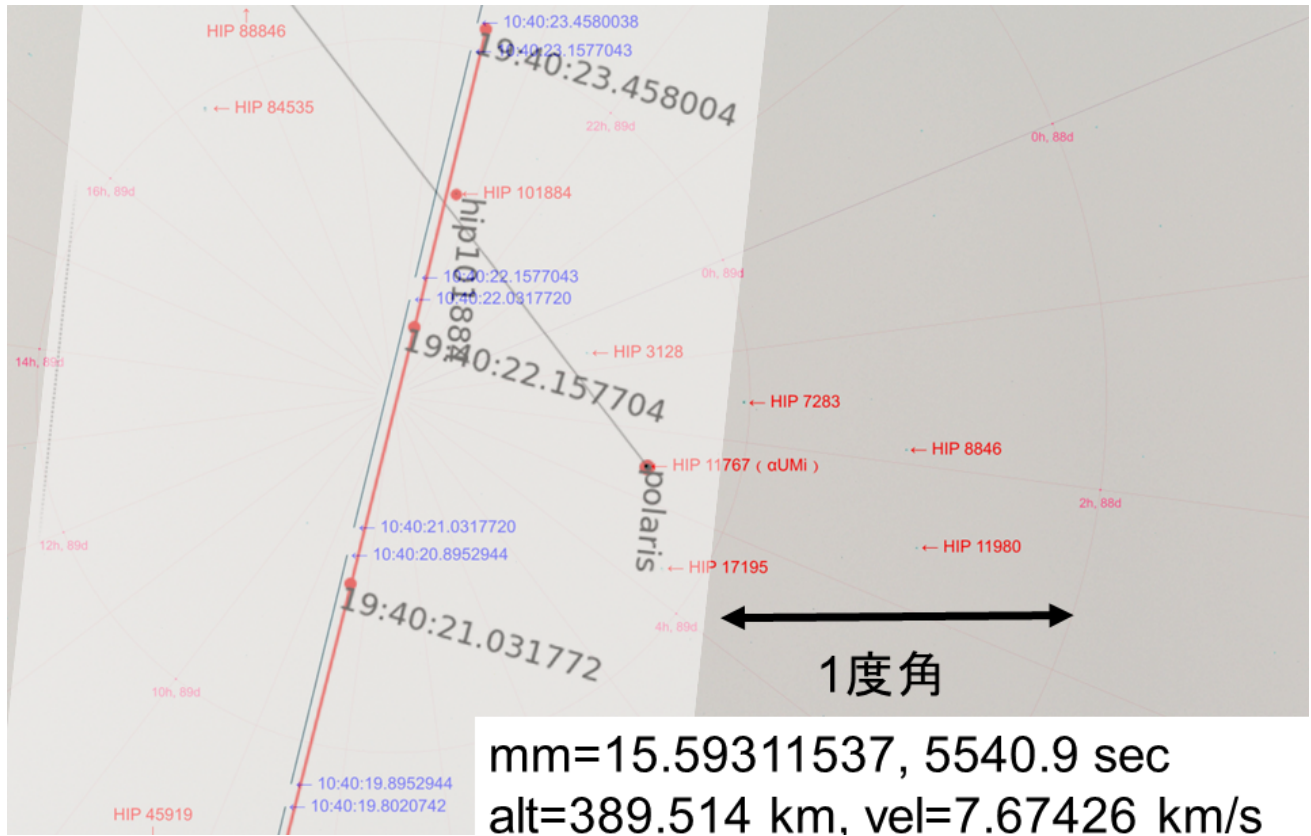 ← 10:40:23.4580038
↑
HIP 88846
← 10:40:23.1577043
19:40:23.458004
← HIP 84535
22h, 89d
0h, 88d
16h, 89d
← HIP 101884
hip101884
0h, 89d
← 10:40:22.1577043
← 10:40:22.0317720
19:40:22.157704
← HIP 3128
14h, 89d
← HIP 7283
← HIP 8846
← HIP 11767 ( αUMi )
polaris
2h, 88d
← 10:40:21.0317720
12h, 89d
← HIP 11980
← 10:40:20.8952944
← HIP 17195
19:40:21.031772
4h, 89d
1度角
10h, 89d
mm=15.59311537, 5540.9 sec
← 10:40:19.8952944
← 10:40:19.8020742
HIP 45919
alt=389.514 km, vel=7.67426 km/s